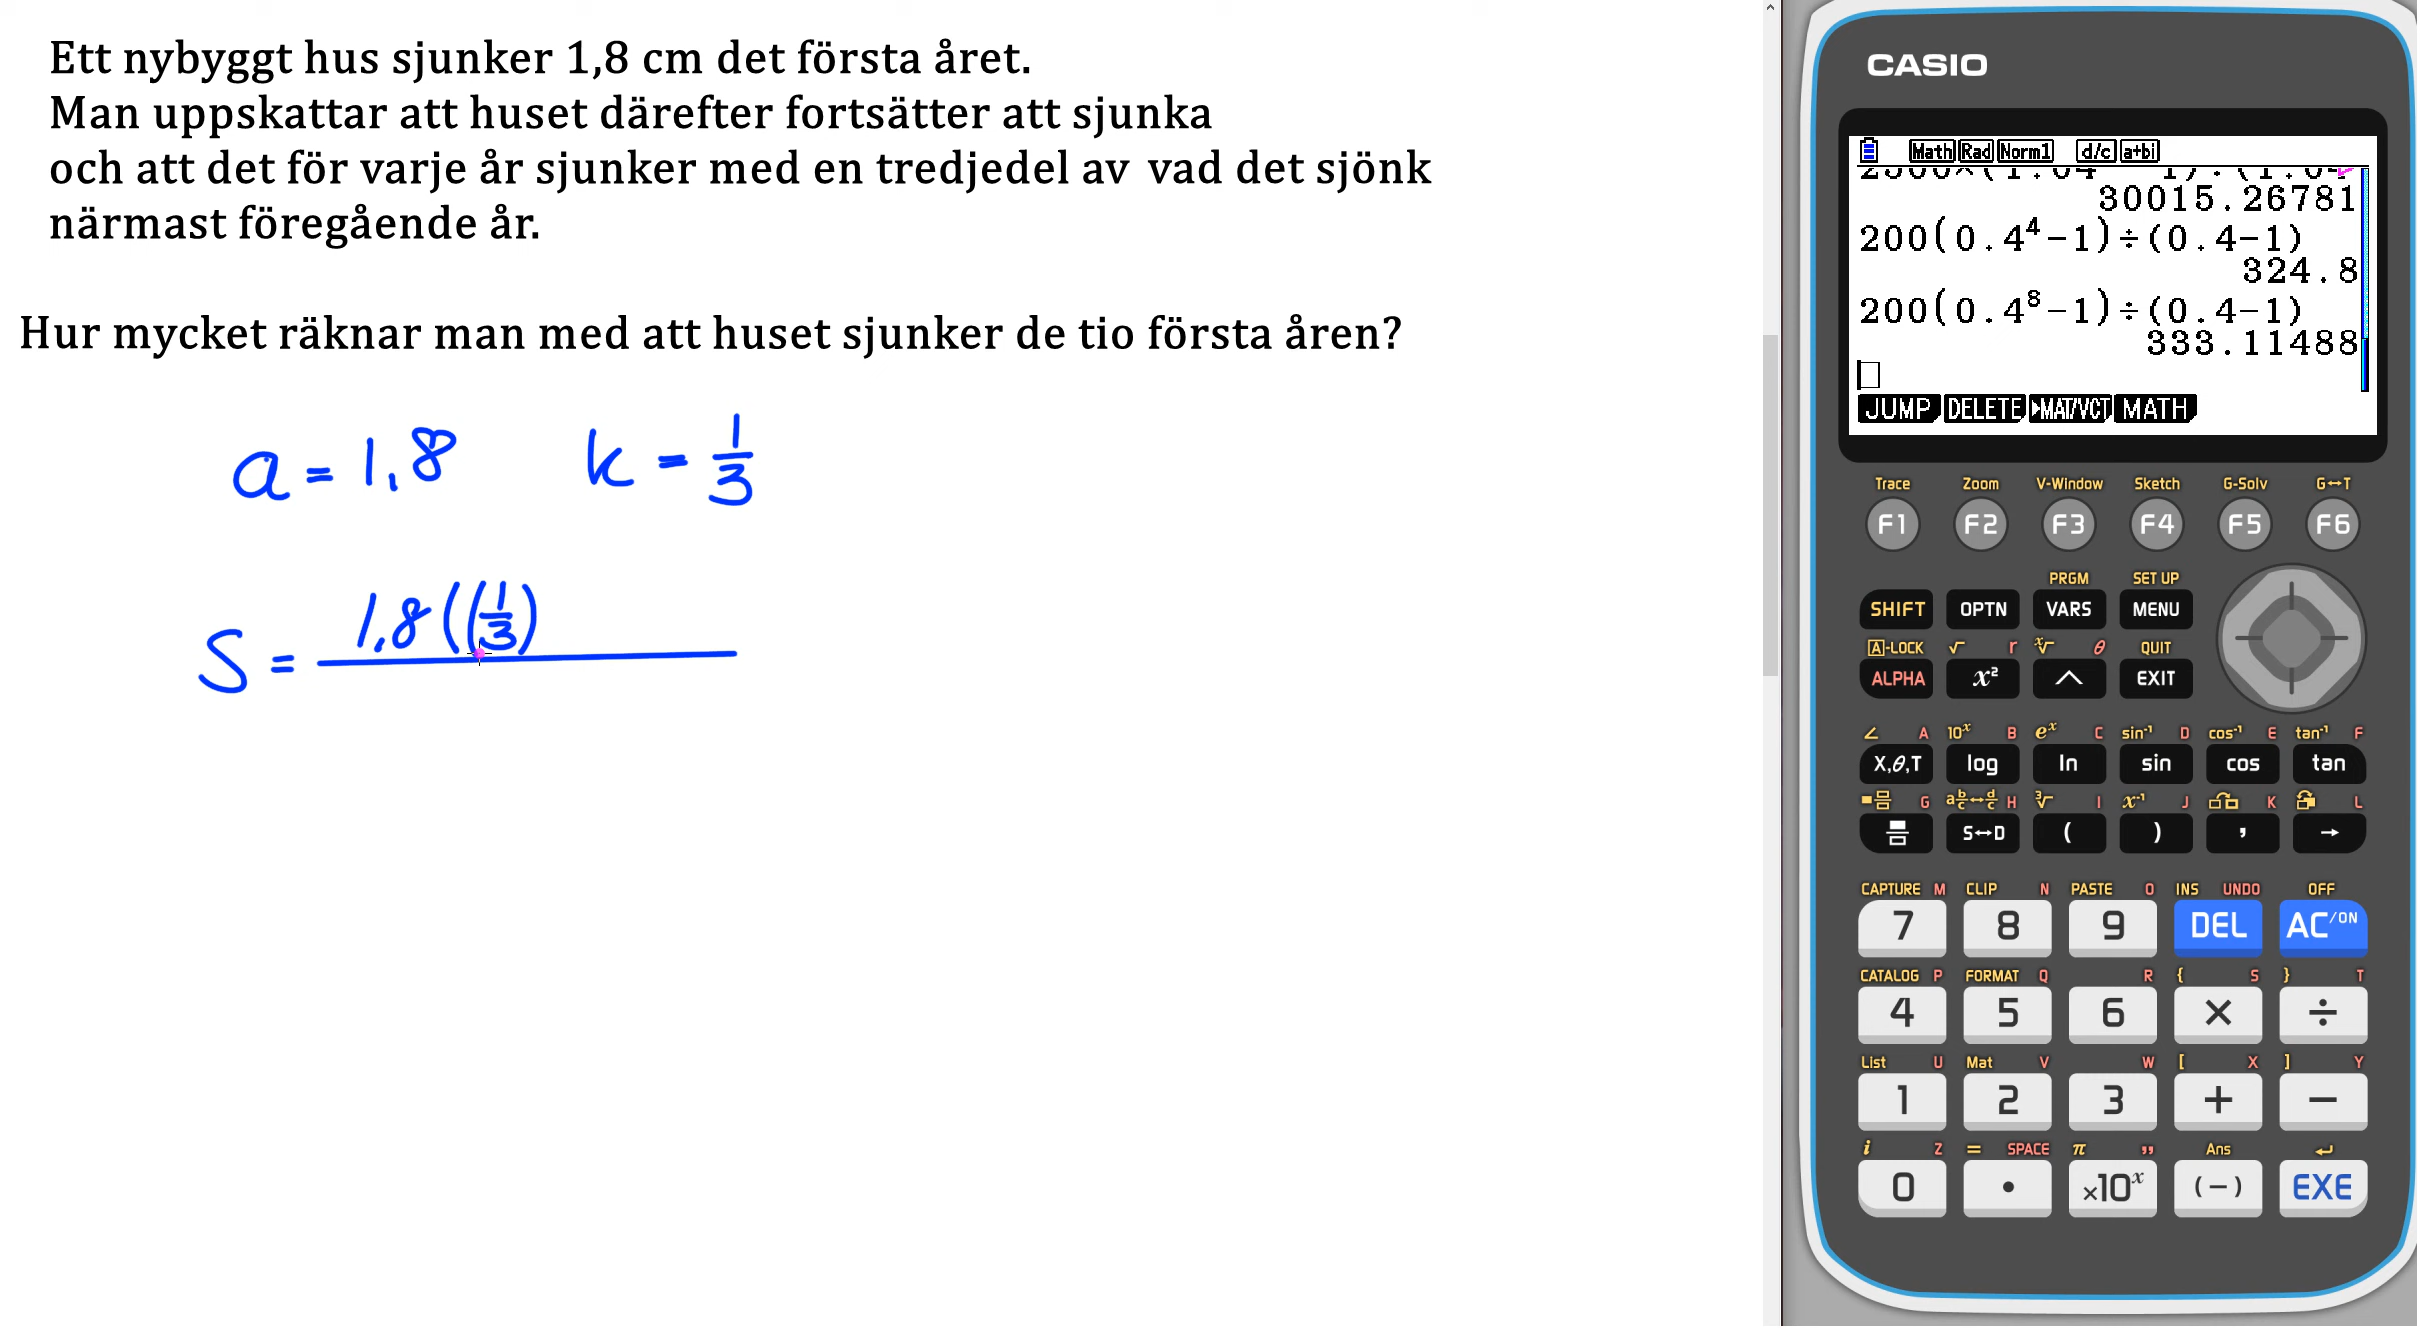 Ett nybyggt hus sjunker 1,8 cm det första året.
Man uppskattar att huset därefter fortsätter att sjunka
och att det för varje år sjunker med en tredjedel av vad det sjönk
närmast föregående år.
Hur mycket räknar man med att huset sjunker de tio första åren?
a = 1,8 k = 1/3
S = 1,8((1/3)
CASIO
Math Rad Norm1 d/c a+bi
30015.26781
200(0.4⁴-1)÷(0.4-1)
324.8
200(0.4⁸-1)÷(0.4-1)
333.11488
JUMP DELETE ▶MAT/VCT MATH
Trace Zoom V-Window Sketch G-Solv G↔T
F1 F2 F3 F4 F5 F6
PRGM SET UP
SHIFT OPTN VARS MENU
A-LOCK √ r ˣ√ θ QUIT
ALPHA x² ^ EXIT
∠ A 10ˣ B eˣ C sin⁻¹ D cos⁻¹ E tan⁻¹ F
X,θ,T log ln sin cos tan
G a b/c↔d/c H ³√ I x⁻¹ J K L
S↔D ( ) , →
CAPTURE M CLIP N PASTE O INS UNDO OFF
7 8 9 DEL AC/ON
CATALOG P FORMAT Q R { S } T
4 5 6 × ÷
List U Mat V W [ X ] Y
1 2 3 + −
i Z = SPACE π " Ans ↵
0 • ×10ˣ (−) EXE